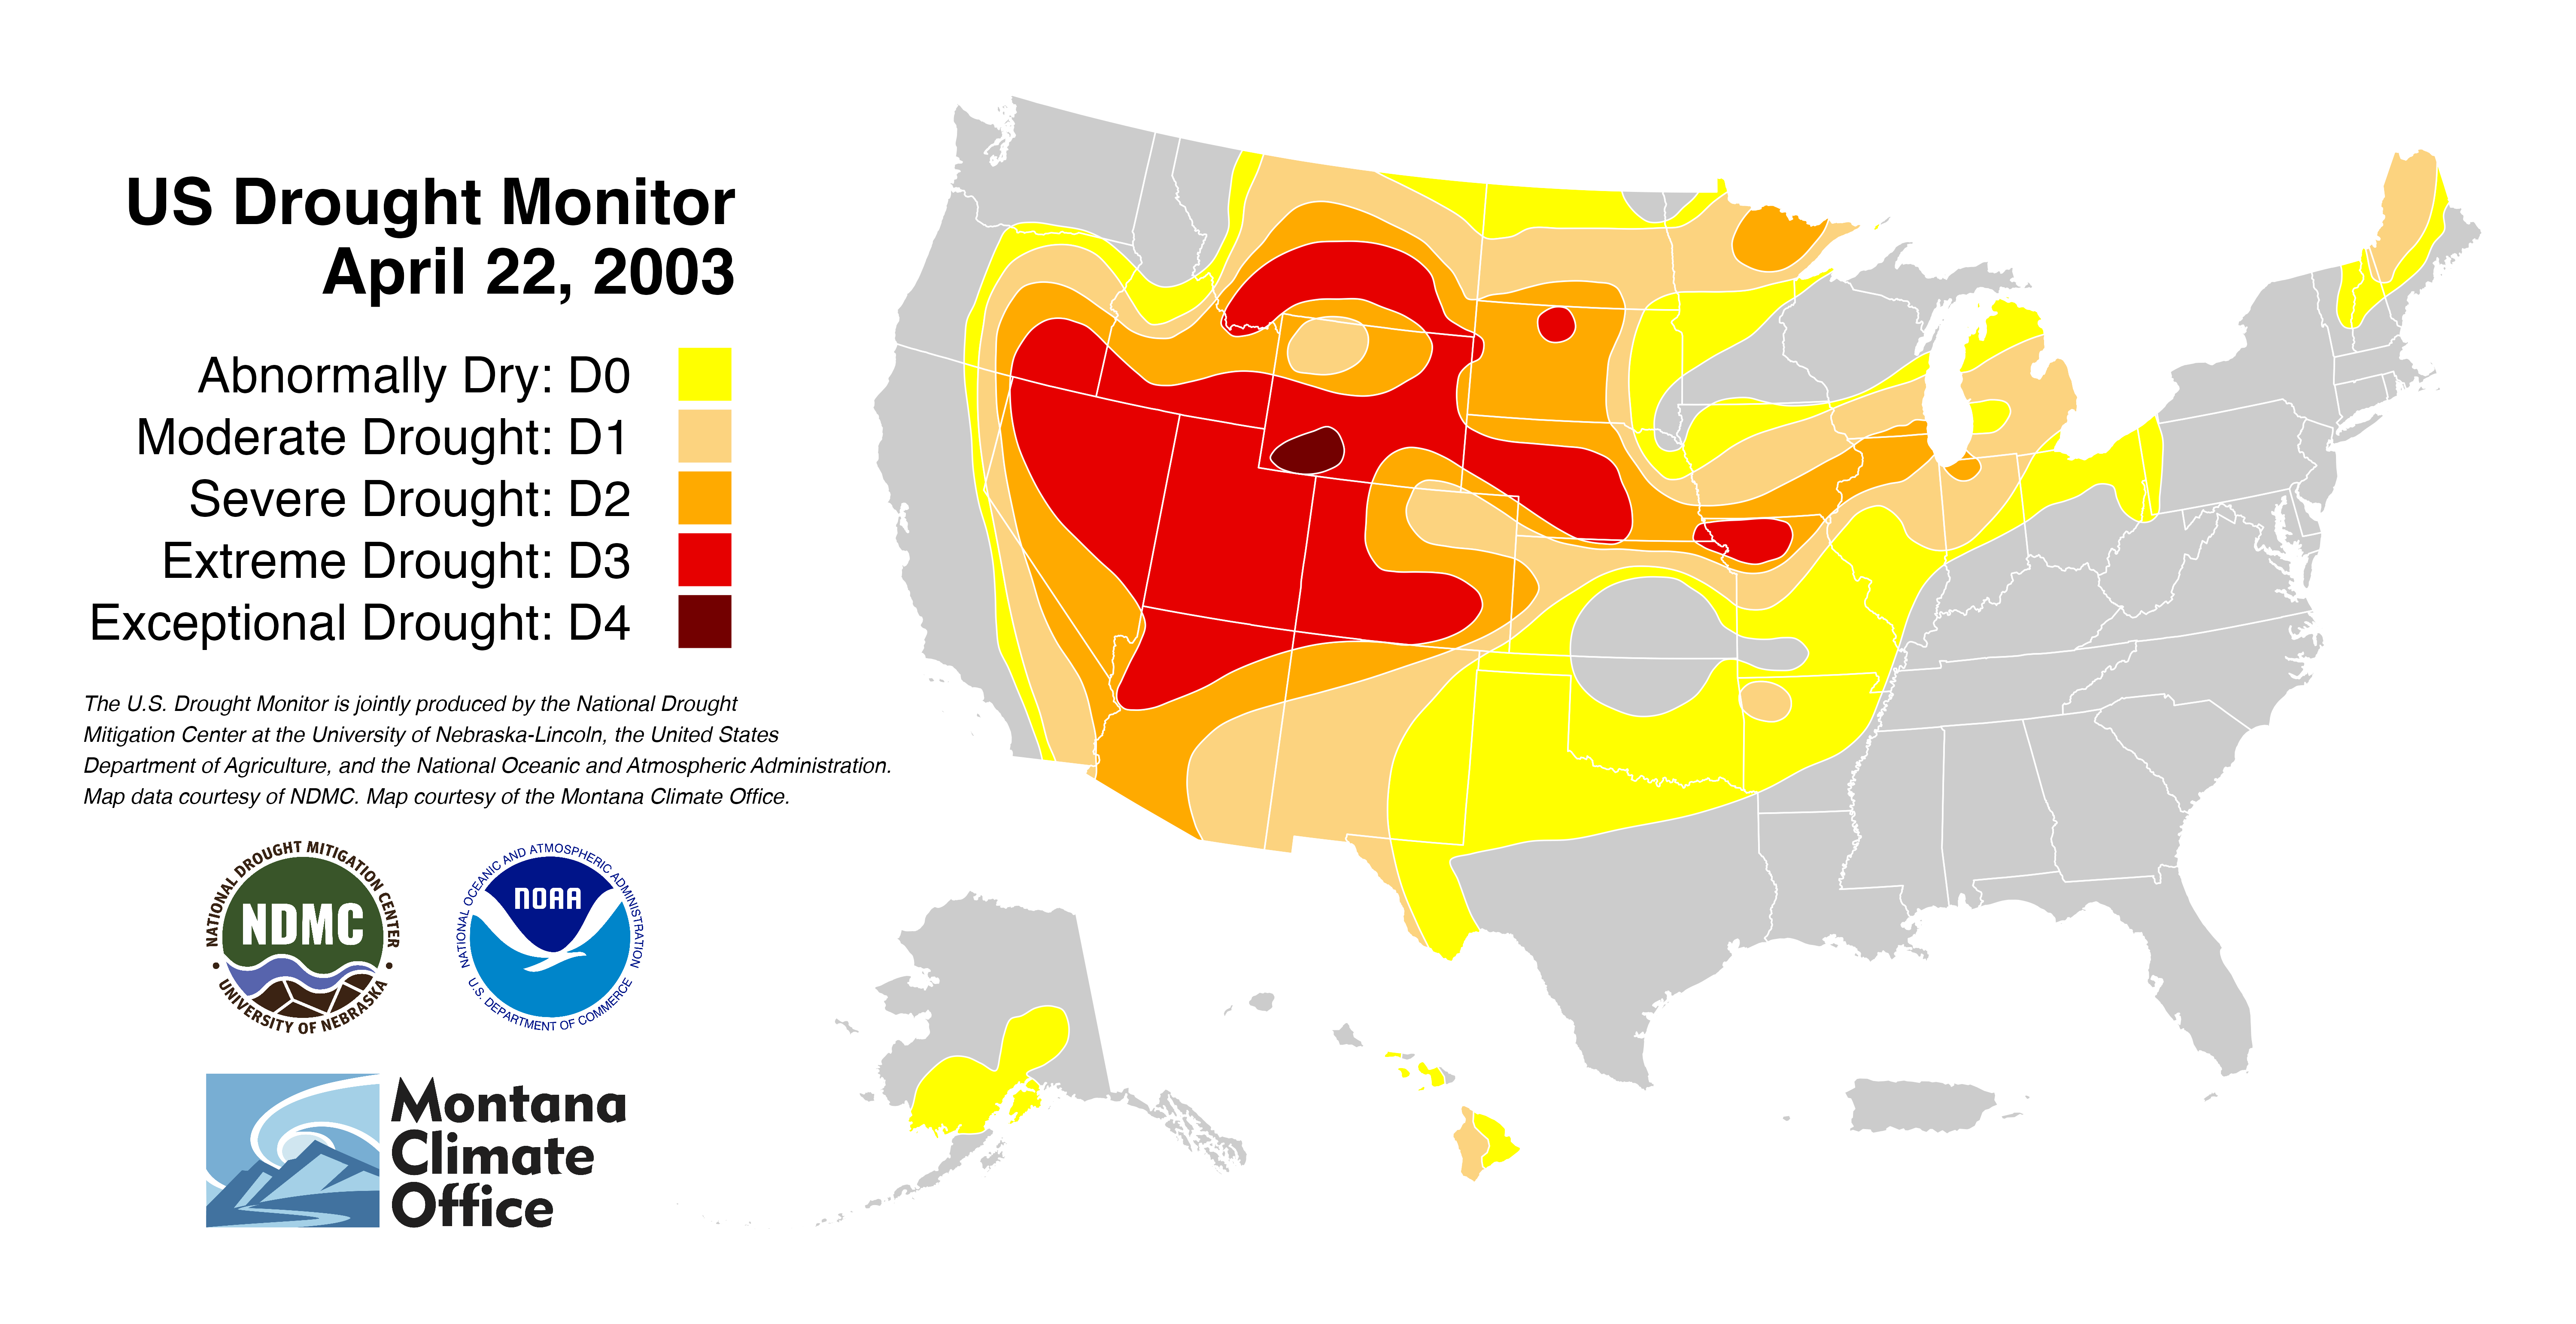 US Drought Monitor
April 22, 2003
Abnormally Dry: D0
Moderate Drought: D1
Severe Drought: D2
Extreme Drought: D3
Exceptional Drought: D4
The U.S. Drought Monitor is jointly produced by the National Drought
Mitigation Center at the University of Nebraska-Lincoln, the United States
Department of Agriculture, and the National Oceanic and Atmospheric Administration.
Map data courtesy of NDMC. Map courtesy of the Montana Climate Office.
NATIONAL DROUGHT MITIGATION CENTER
NDMC
• UNIVERSITY OF NEBRASKA •
NATIONAL OCEANIC AND ATMOSPHERIC ADMINISTRATION
NOAA
U.S. DEPARTMENT OF COMMERCE
Montana
Climate
Office